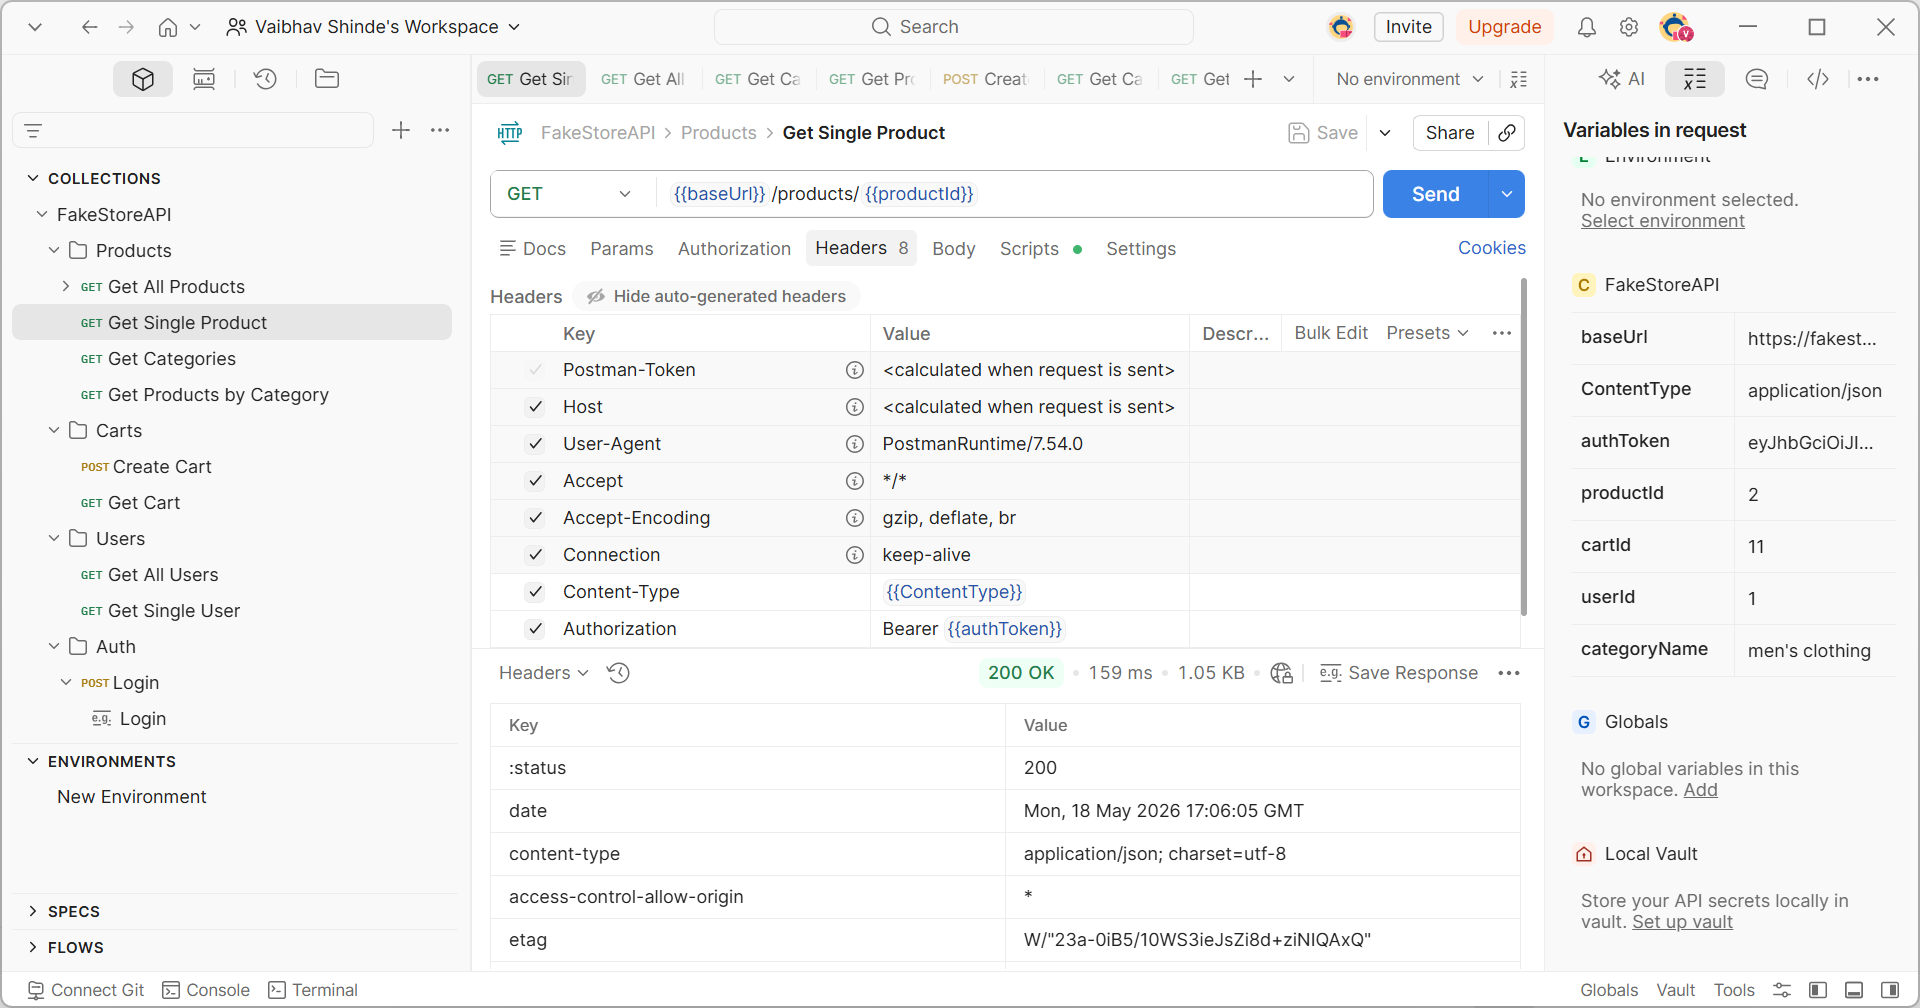 Vaibhav Shinde's Workspace
Search
Invite
Upgrade
GET Get Sin
GET Get All
GET Get Ca
GET Get Pro
POST Create
GET Get Ca
GET Get
No environment
AI
FakeStoreAPI > Products > Get Single Product
Save
Share
Variables in request
COLLECTIONS
FakeStoreAPI
Products
GET Get All Products
GET Get Single Product
GET Get Categories
GET Get Products by Category
Carts
POST Create Cart
GET Get Cart
Users
GET Get All Users
GET Get Single User
Auth
POST Login
e.g. Login
ENVIRONMENTS
New Environment
SPECS
FLOWS
GET
{{baseUrl}} /products/ {{productId}}
Send
Docs
Params
Authorization
Headers 8
Body
Scripts
Settings
Cookies
Headers
Hide auto-generated headers
Key
Value
Descr...
Bulk Edit
Presets
Postman-Token
<calculated when request is sent>
Host
<calculated when request is sent>
User-Agent
PostmanRuntime/7.54.0
Accept
*/*
Accept-Encoding
gzip, deflate, br
Connection
keep-alive
Content-Type
{{ContentType}}
Authorization
Bearer {{authToken}}
Headers
200 OK
159 ms
1.05 KB
e.g. Save Response
Key
Value
:status
200
date
Mon, 18 May 2026 17:06:05 GMT
content-type
application/json; charset=utf-8
access-control-allow-origin
*
etag
W/"23a-0iB5/10WS3ieJsZi8d+ziNIQAxQ"
E Environment
No environment selected.
Select environment
C FakeStoreAPI
baseUrl
https://fakest...
ContentType
application/json
authToken
eyJhbGciOiJI...
productId
2
cartId
11
userId
1
categoryName
men's clothing
G Globals
No global variables in this
workspace. Add
Local Vault
Store your API secrets locally in
vault. Set up vault
Connect Git
Console
Terminal
Globals
Vault
Tools
HTTP
V